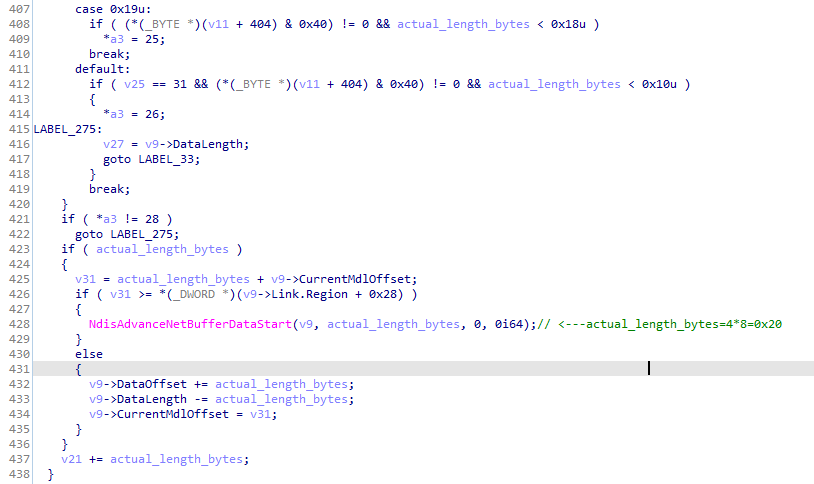 407 case 0x19u:
408 if ( (*(_BYTE *)(v11 + 404) & 0x40) != 0 && actual_length_bytes < 0x18u )
409 *a3 = 25;
410 break;
411 default:
412 if ( v25 == 31 && (*(_BYTE *)(v11 + 404) & 0x40) != 0 && actual_length_bytes < 0x10u )
413 {
414 *a3 = 26;
415 LABEL_275:
416 v27 = v9->DataLength;
417 goto LABEL_33;
418 }
419 break;
420 }
421 if ( *a3 != 28 )
422 goto LABEL_275;
423 if ( actual_length_bytes )
424 {
425 v31 = actual_length_bytes + v9->CurrentMdlOffset;
426 if ( v31 >= *(_DWORD *)(v9->Link.Region + 0x28) )
427 {
428 NdisAdvanceNetBufferDataStart(v9, actual_length_bytes, 0, 0i64);// <---actual_length_bytes=4*8=0x20
429 }
430 else
431 {
432 v9->DataOffset += actual_length_bytes;
433 v9->DataLength -= actual_length_bytes;
434 v9->CurrentMdlOffset = v31;
435 }
436 }
437 v21 += actual_length_bytes;
438 }